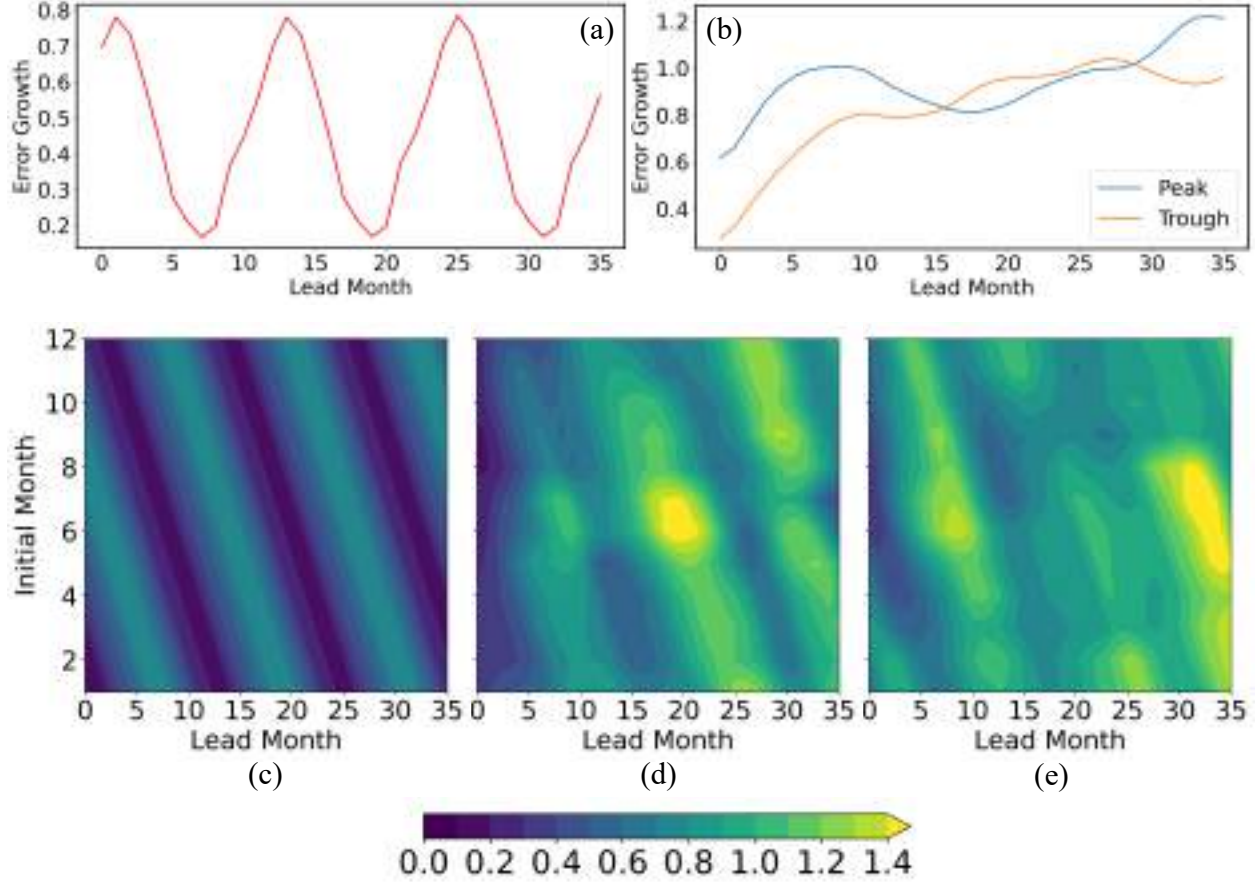 (a)
0.8
0.7
0.6
0.5
0.4
0.3
0.2
Error Growth
0 5 10 15 20 25 30 35
Lead Month
(b)
1.2
1.0
0.8
0.6
0.4
Error Growth
Peak
Trough
0 5 10 15 20 25 30 35
Lead Month
12
10
8
6
4
2
Initial Month
0 5 10 15 20 25 30 35
Lead Month
(c)
0 5 10 15 20 25 30 35
Lead Month
(d)
0 5 10 15 20 25 30 35
Lead Month
(e)
0.0 0.2 0.4 0.6 0.8 1.0 1.2 1.4